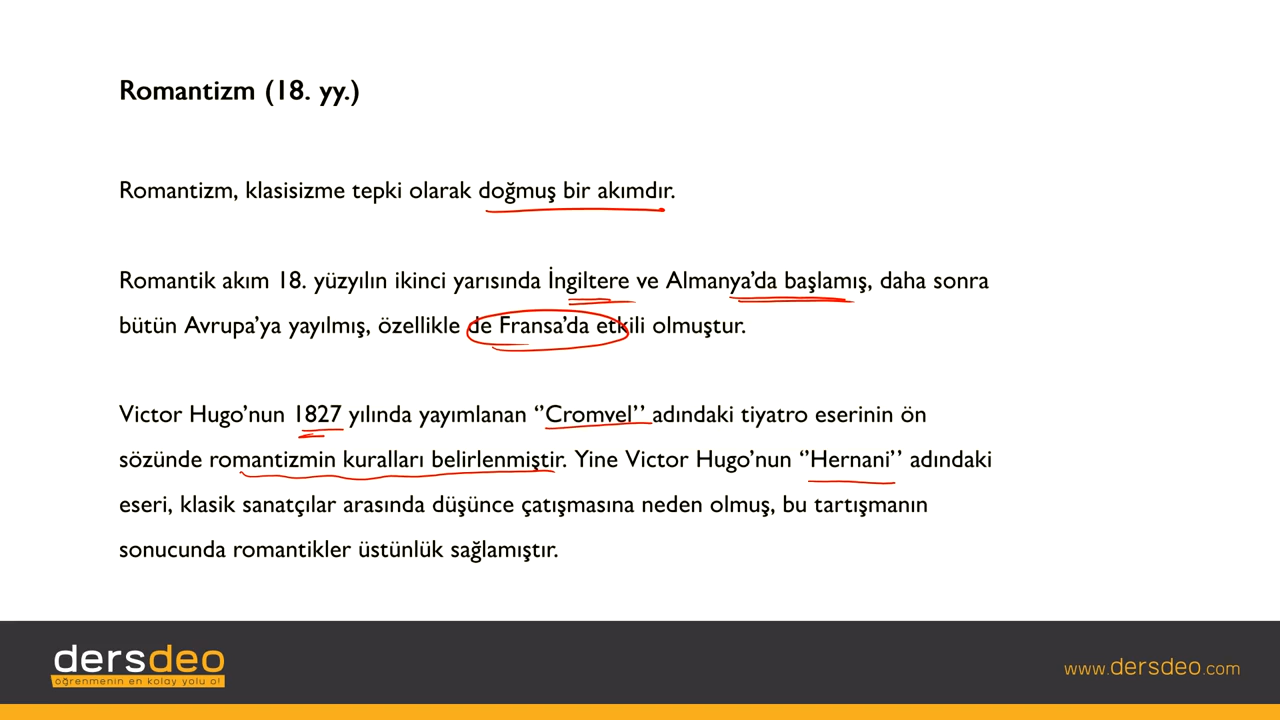 Romantizm (18. yy.)
Romantizm, klasisizme tepki olarak doğmuş bir akımdır.
Romantik akım 18. yüzyılın ikinci yarısında İngiltere ve Almanya’da başlamış, daha sonra
bütün Avrupa’ya yayılmış, özellikle de Fransa’da etkili olmuştur.
Victor Hugo’nun 1827 yılında yayımlanan ‘’Cromvel’’ adındaki tiyatro eserinin ön
sözünde romantizmin kuralları belirlenmiştir. Yine Victor Hugo’nun ‘’Hernani’’ adındaki
eseri, klasik sanatçılar arasında düşünce çatışmasına neden olmuş, bu tartışmanın
sonucunda romantikler üstünlük sağlamıştır.
dersdeo
öğrenmenin en kolay yolu o!
www.dersdeo.com